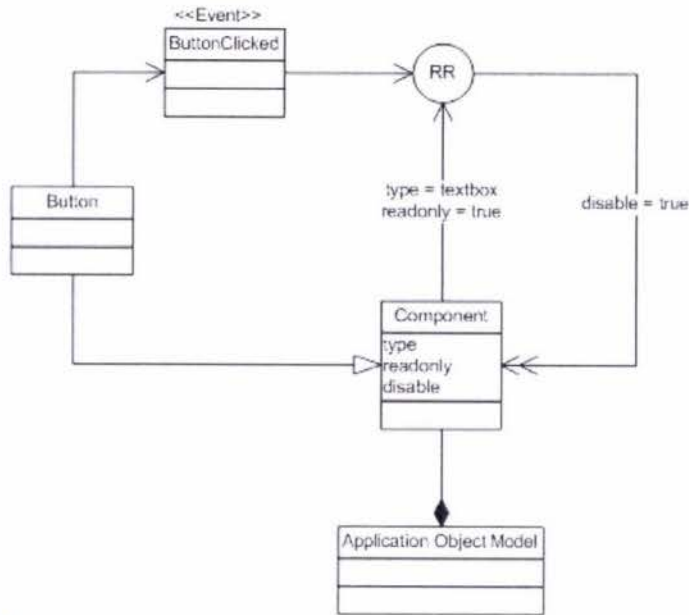 <<Event>>
ButtonClicked
RR
Button
type = textbox
readonly = true
disable = true
Component
type
readonly
disable
Application Object Model